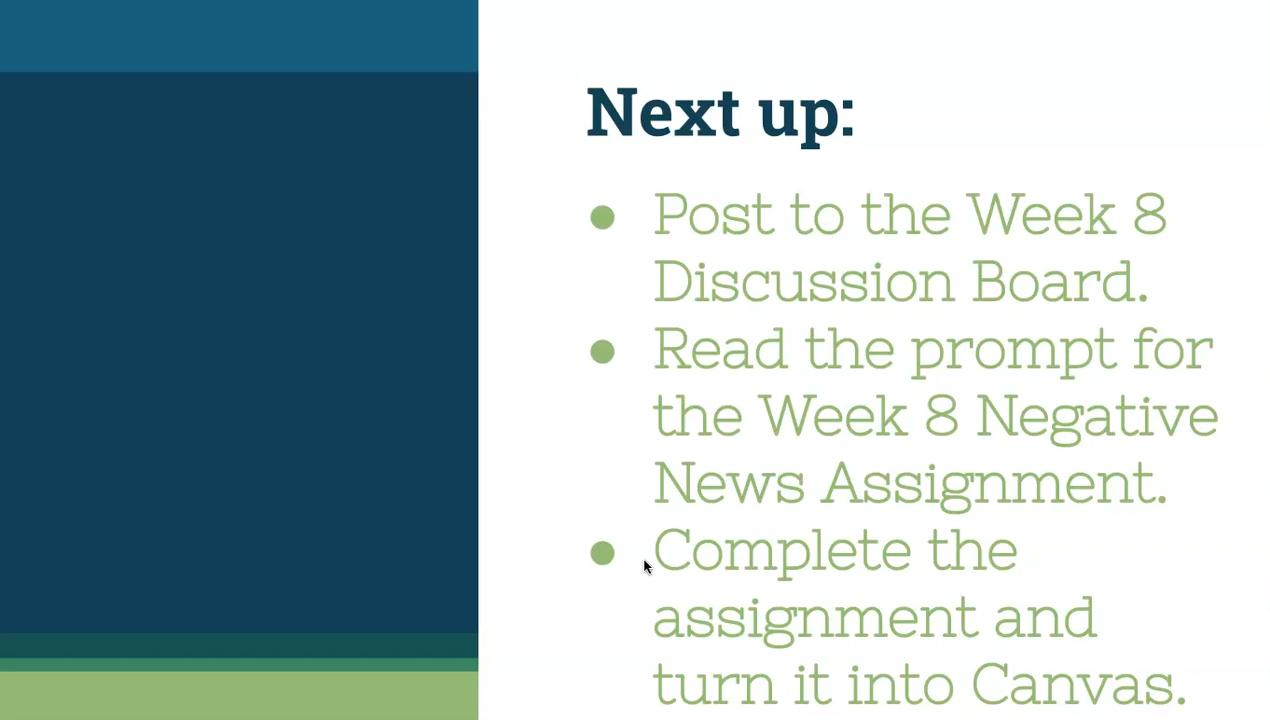 Next up:
● Post to the Week 8
Discussion Board.
● Read the prompt for
the Week 8 Negative
News Assignment.
● Complete the
assignment and
turn it into Canvas.